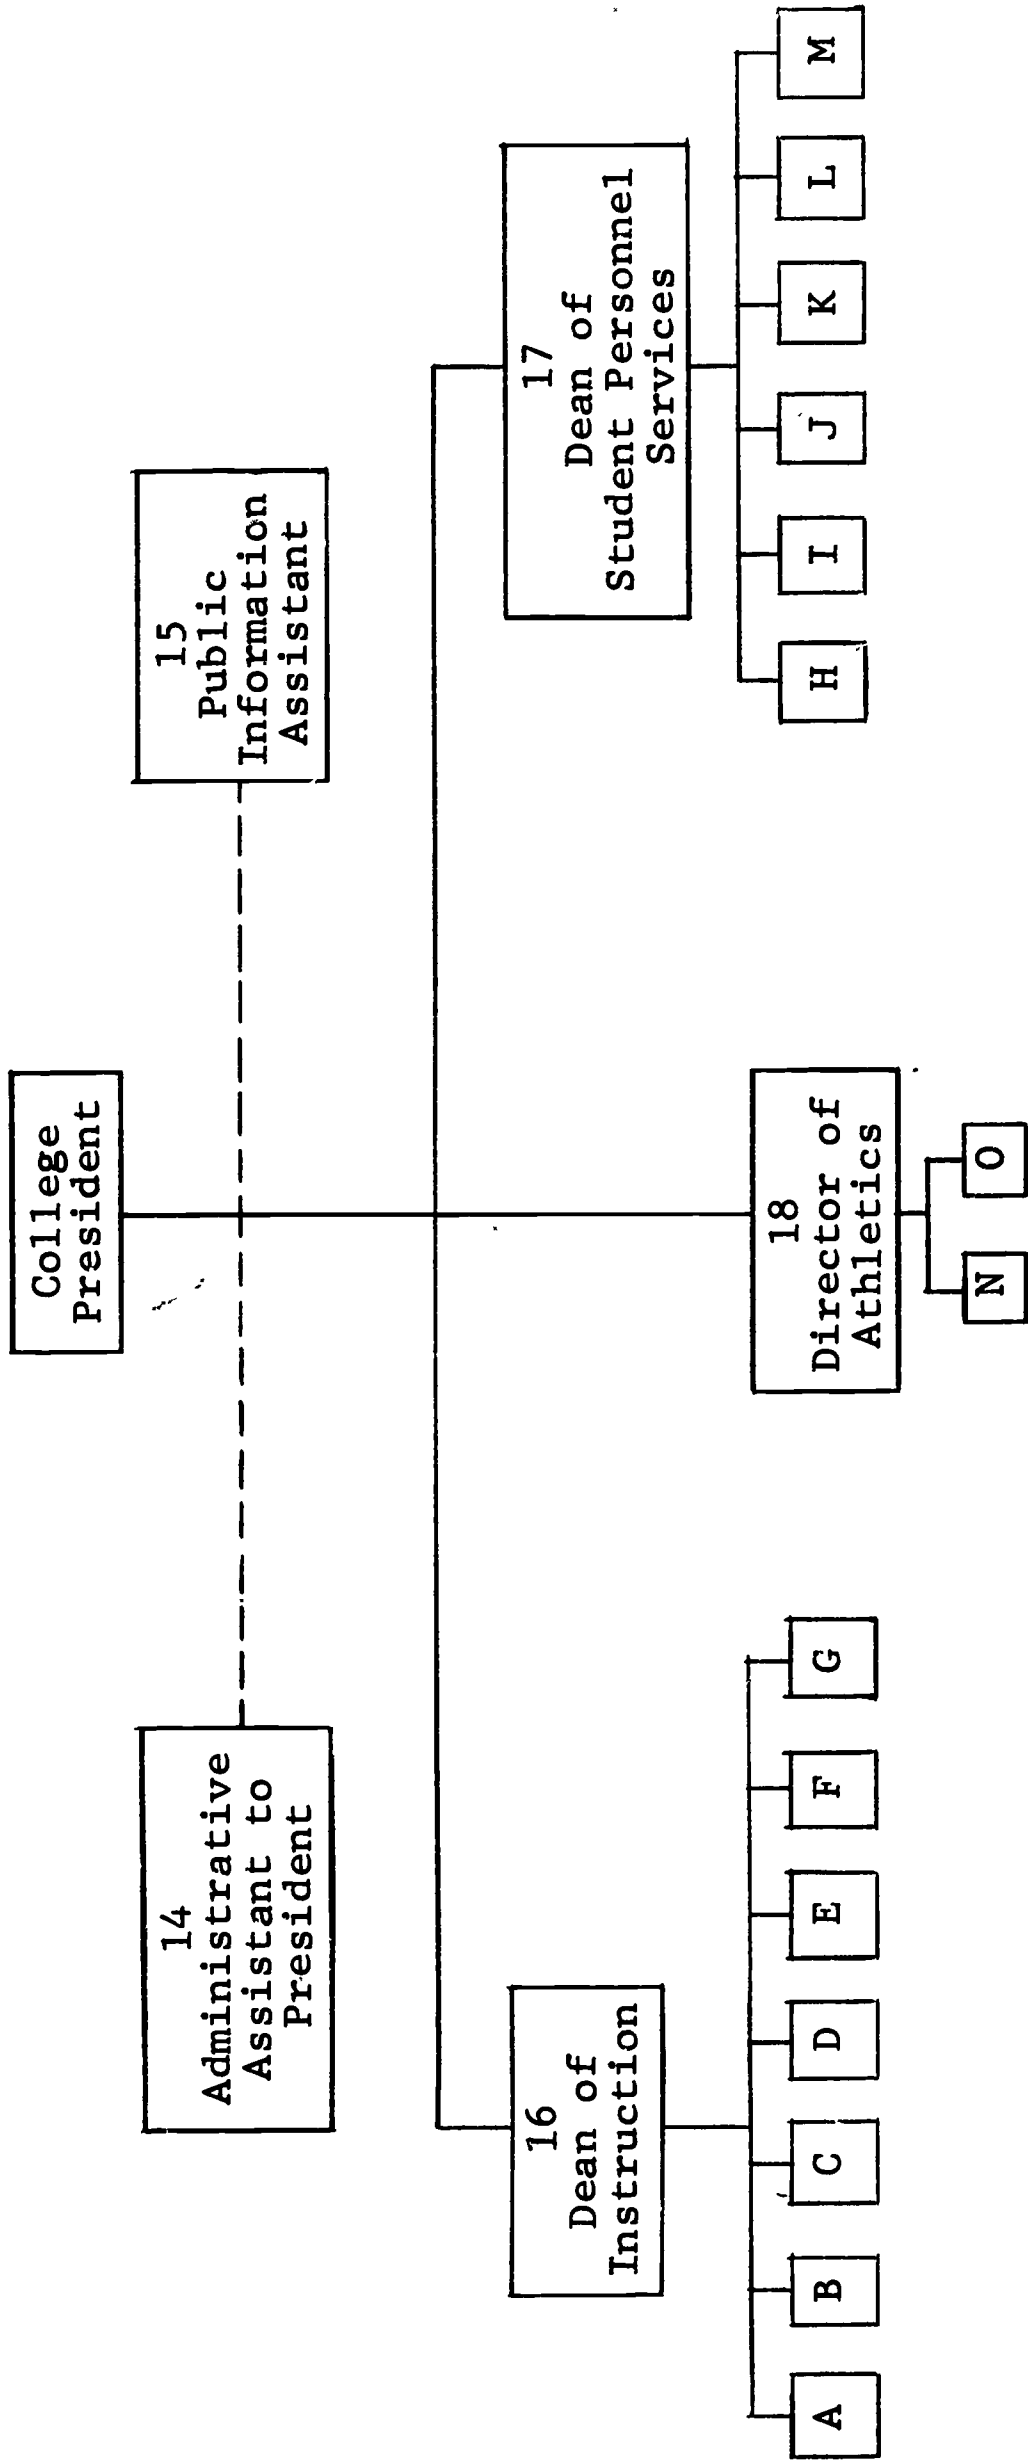 College
President
14
Administrative
Assistant to
President
15
Public
Information
Assistant
16
Dean of
Instruction
17
Dean of
Student Personnel
Services
18
Director of
Athletics
A
B
C
D
E
F
G
H
I
J
K
L
M
N
O